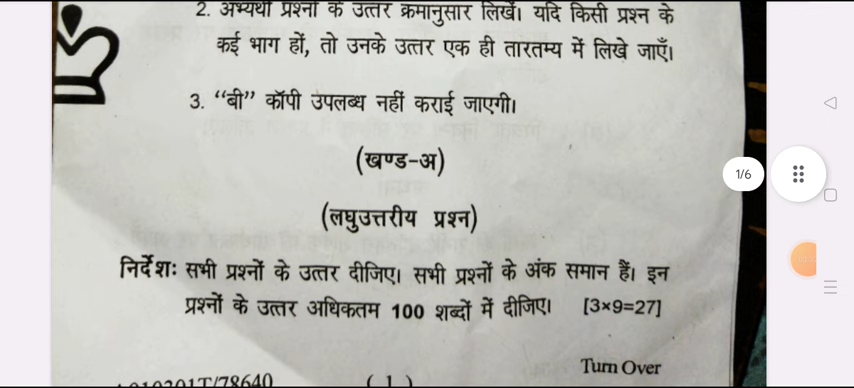 2. अभ्यर्थी प्रश्नों के उत्तर क्रमानुसार लिखें। यदि किसी प्रश्न के
कई भाग हों, तो उनके उत्तर एक ही तारतम्य में लिखे जाएँ।
3. “बी” कॉपी उपलब्ध नहीं कराई जाएगी।
(खण्ड-अ)
1/6
(लघुउत्तरीय प्रश्न)
निर्देशः सभी प्रश्नों के उत्तर दीजिए। सभी प्रश्नों के अंक समान हैं। इन
प्रश्नों के उत्तर अधिकतम 100 शब्दों में दीजिए। [3×9=27]
Turn Over
A010301T/78640 ( 1 )